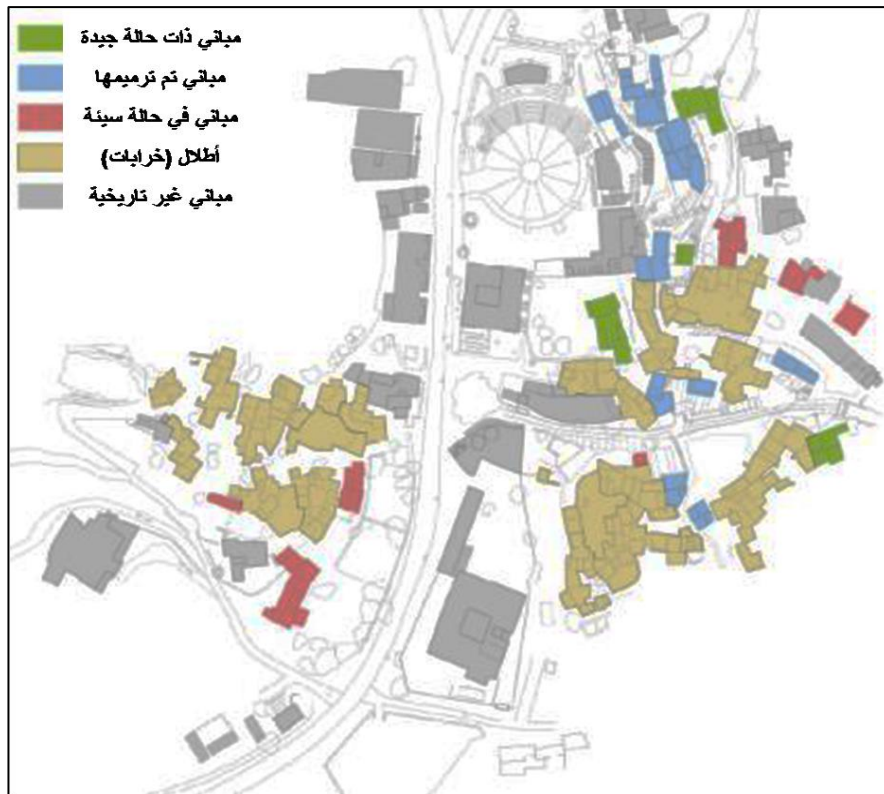 مباني ذات حالة جيدة
مباني تم ترميمها
مباني في حالة سيئة
أطلال (خرابات)
مباني غير تاريخية